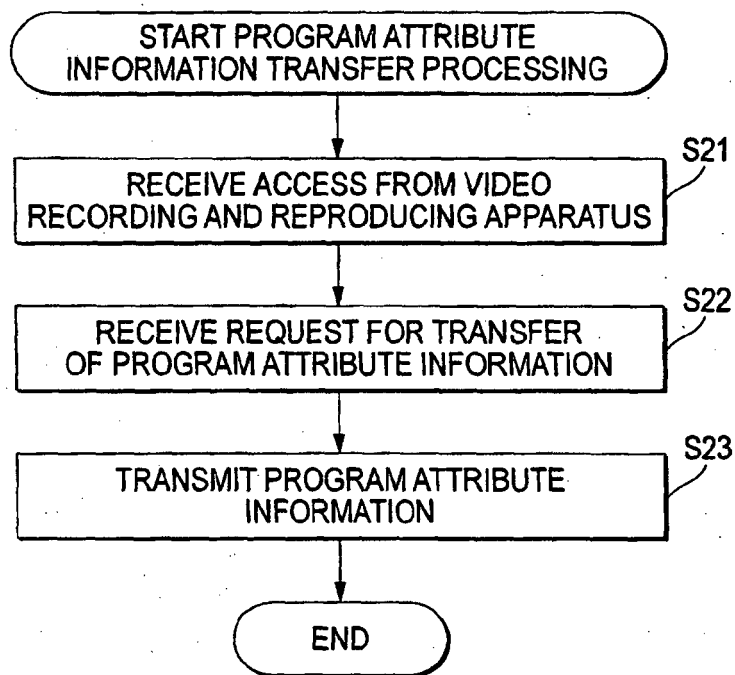 START PROGRAM ATTRIBUTE
INFORMATION TRANSFER PROCESSING
S21
RECEIVE ACCESS FROM VIDEO
RECORDING AND REPRODUCING APPARATUS
S22
RECEIVE REQUEST FOR TRANSFER
OF PROGRAM ATTRIBUTE INFORMATION
S23
TRANSMIT PROGRAM ATTRIBUTE
INFORMATION
END